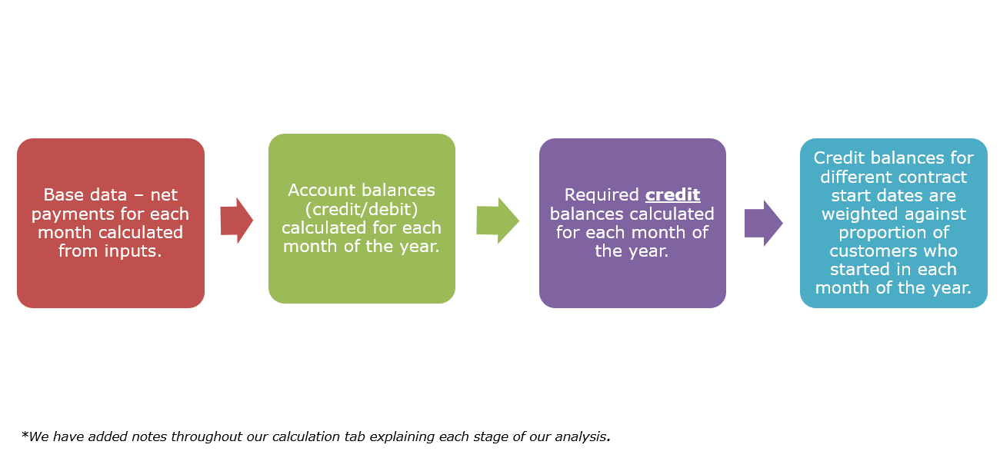 Base data – net
payments for each
month calculated
from inputs.
Account balances
(credit/debit)
calculated for each
month of the year.
Required credit
balances calculated
for each month of
the year.
Credit balances for
different contract
start dates are
weighted against
proportion of
customers who
started in each
month of the year.
*We have added notes throughout our calculation tab explaining each stage of our analysis.